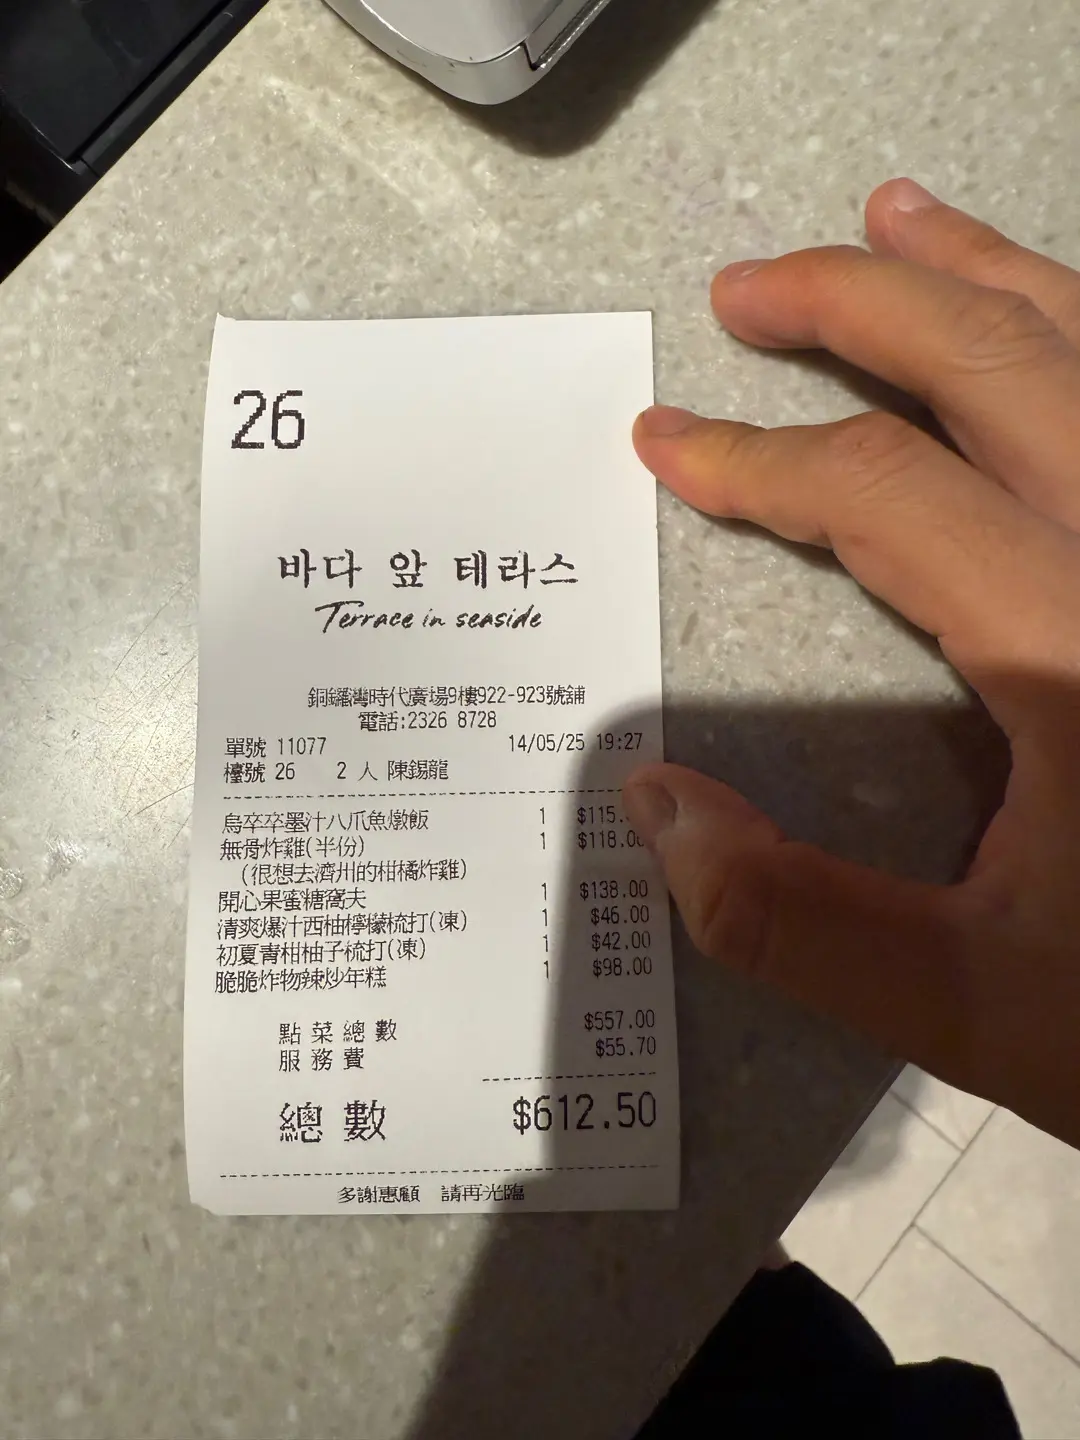 26
바다 앞 테라스
Terrace in seaside
銅鑼灣時代廣場9樓922-923號舖
電話:2326 8728
單號 11077 14/05/25 19:27
檯號 26 2 人 陳錫龍
烏卒卒墨汁八爪魚燉飯 1 $115.
無骨炸雞(半份) 1 $118.00
(很想去濟州的柑橘炸雞)
開心果蜜糖窩夫 1 $138.00
清爽爆汁西柚檸檬梳打(凍) 1 $46.00
初夏青柑柚子梳打(凍) 1 $42.00
脆脆炸物辣炒年糕 1 $98.00
點菜總數 $557.00
服務費 $55.70
總數 $612.50
多謝惠顧 請再光臨